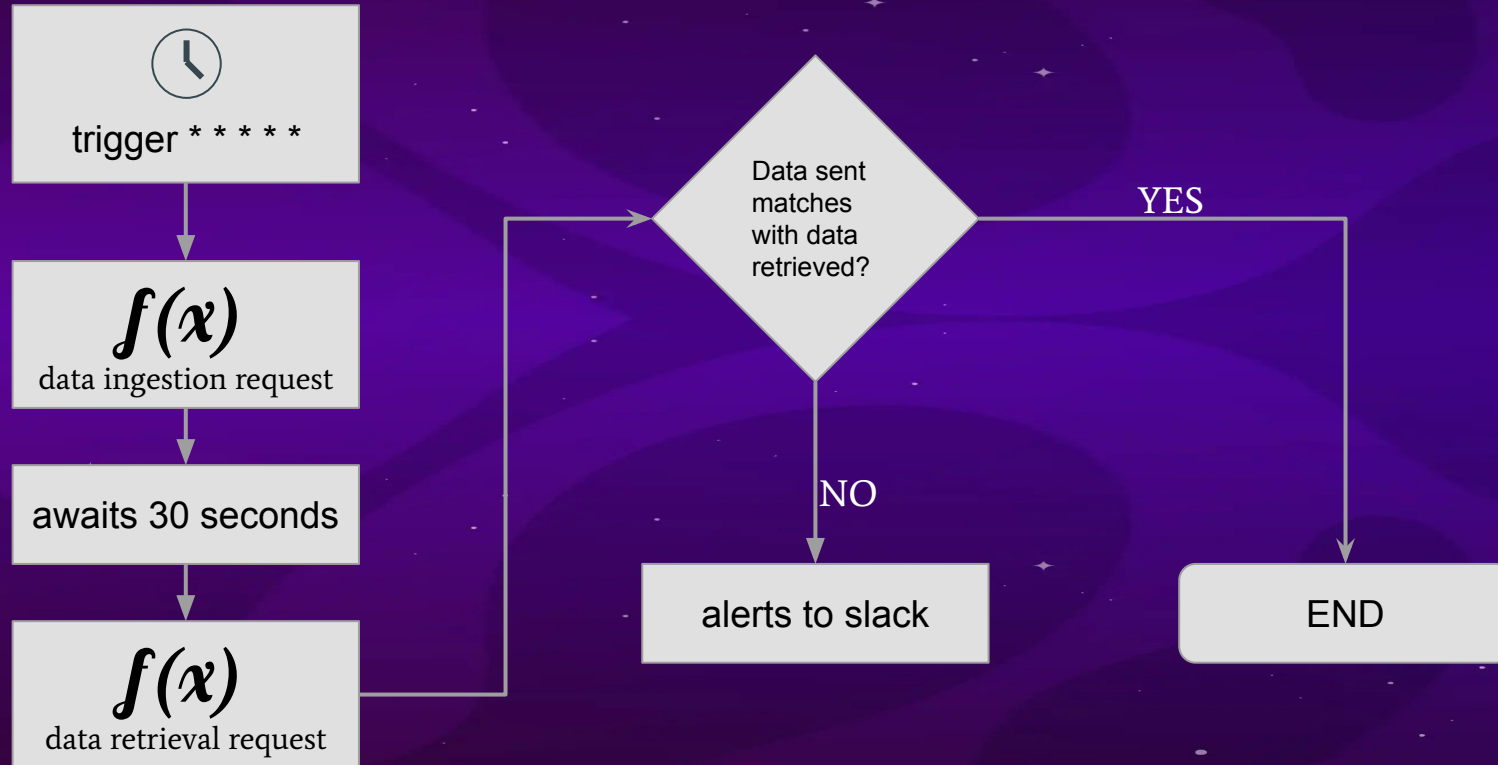 trigger * * * * *
f(x)
data ingestion request
awaits 30 seconds
f(x)
data retrieval request
Data sent
matches
with data
retrieved?
YES
NO
alerts to slack
END